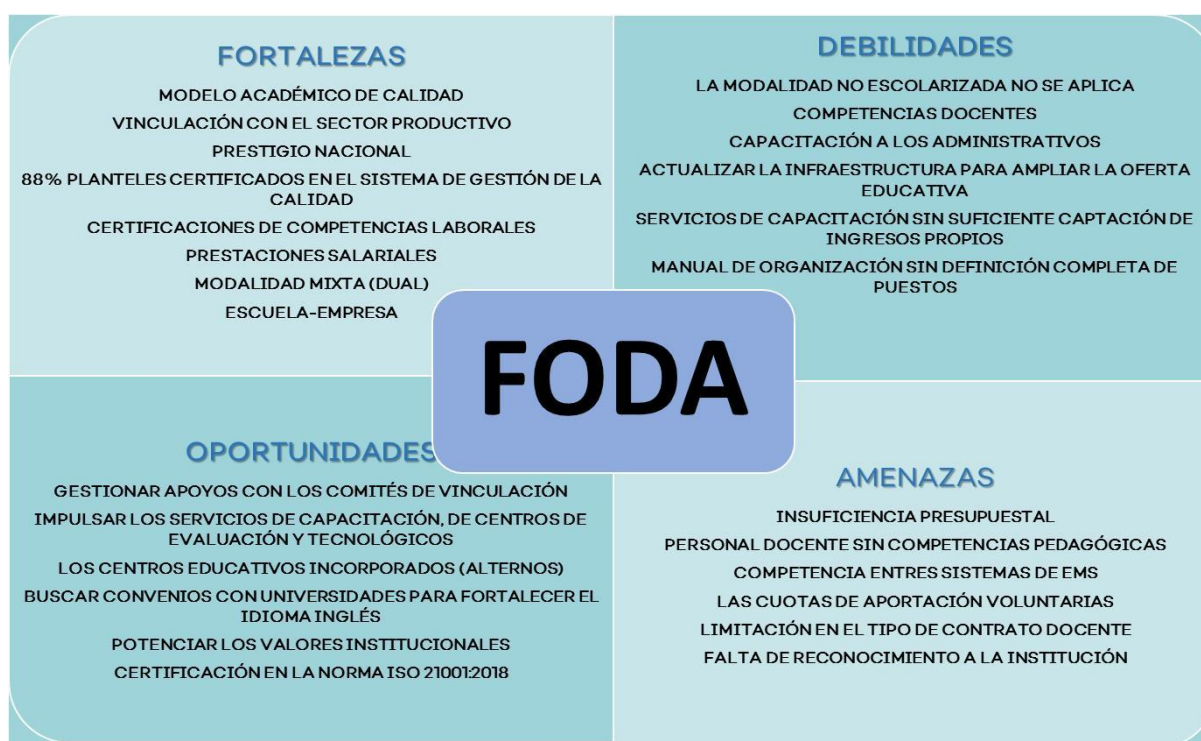 FORTALEZAS
MODELO ACADÉMICO DE CALIDAD
VINCULACIÓN CON EL SECTOR PRODUCTIVO
PRESTIGIO NACIONAL
88% PLANTELES CERTIFICADOS EN EL SISTEMA DE GESTIÓN DE LA
CALIDAD
CERTIFICACIONES DE COMPETENCIAS LABORALES
PRESTACIONES SALARIALES
MODALIDAD MIXTA (DUAL)
ESCUELA-EMPRESA
DEBILIDADES
LA MODALIDAD NO ESCOLARIZADA NO SE APLICA
COMPETENCIAS DOCENTES
CAPACITACIÓN A LOS ADMINISTRATIVOS
ACTUALIZAR LA INFRAESTRUCTURA PARA AMPLIAR LA OFERTA
EDUCATIVA
SERVICIOS DE CAPACITACIÓN SIN SUFICIENTE CAPTACIÓN DE
INGRESOS PROPIOS
MANUAL DE ORGANIZACIÓN SIN DEFINICIÓN COMPLETA DE
PUESTOS
FODA
OPORTUNIDADES
GESTIONAR APOYOS CON LOS COMITÉS DE VINCULACIÓN
IMPULSAR LOS SERVICIOS DE CAPACITACIÓN, DE CENTROS DE
EVALUACIÓN Y TECNOLÓGICOS
LOS CENTROS EDUCATIVOS INCORPORADOS (ALTERNOS)
BUSCAR CONVENIOS CON UNIVERSIDADES PARA FORTALECER EL
IDIOMA INGLÉS
POTENCIAR LOS VALORES INSTITUCIONALES
CERTIFICACIÓN EN LA NORMA ISO 21001:2018
AMENAZAS
INSUFICIENCIA PRESUPUESTAL
PERSONAL DOCENTE SIN COMPETENCIAS PEDAGÓGICAS
COMPETENCIA ENTRES SISTEMAS DE EMS
LAS CUOTAS DE APORTACIÓN VOLUNTARIAS
LIMITACIÓN EN EL TIPO DE CONTRATO DOCENTE
FALTA DE RECONOCIMIENTO A LA INSTITUCIÓN